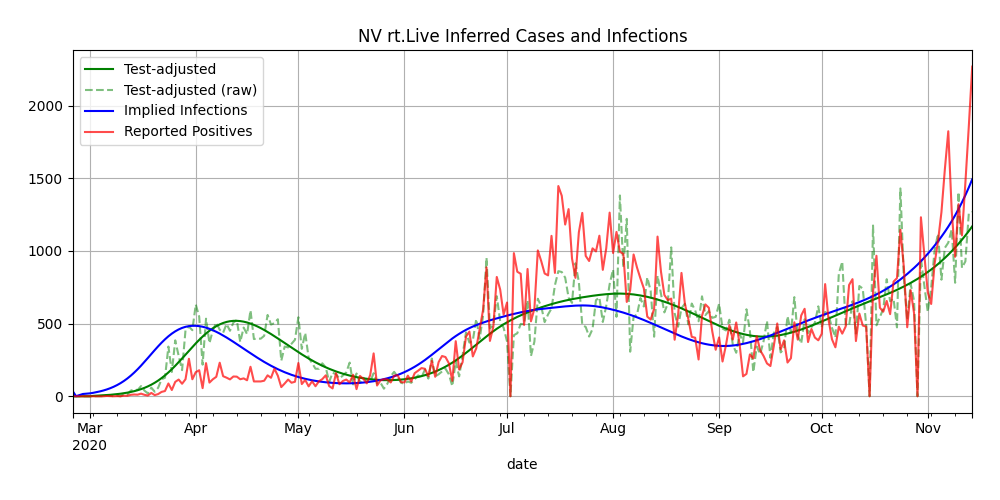 NV rt.Live Inferred Cases and Infections
Test-adjusted
Test-adjusted (raw)
Implied Infections
Reported Positives
2000
1500
1000
500
0
Mar Apr May Jun Jul Aug Sep Oct Nov
2020
date